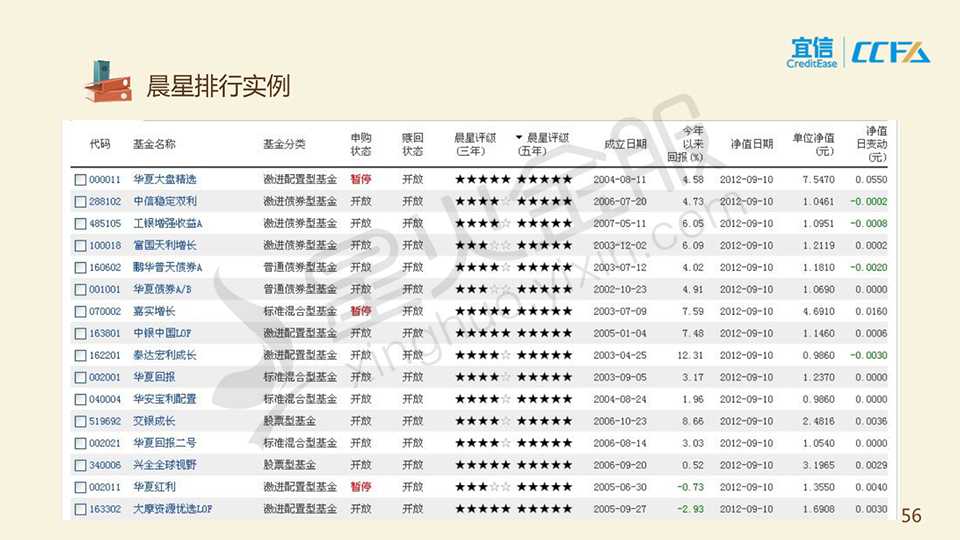 宜信
CreditEase
CCFA
晨星排行实例
代码 基金名称 基金分类 申购状态 赎回状态 晨星评级(三年) 晨星评级(五年) 成立日期 今年以来回报(%) 净值日期 单位净值(元) 净值日变动(元)
000011 华夏大盘精选 激进配置型基金 暂停 开放 ★★★★★ ★★★★★ 2004-08-11 4.58 2012-09-10 7.5470 0.0550
288102 中信稳定双利 激进债券型基金 开放 开放 ★★★★☆ ★★★★★ 2006-07-20 4.73 2012-09-10 1.0461 -0.0002
485105 工银增强收益A 激进债券型基金 开放 开放 ★★★★☆ ★★★★★ 2007-05-11 6.05 2012-09-10 1.0951 -0.0008
100018 富国天利增长 激进债券型基金 开放 开放 ★★★☆☆ ★★★★★ 2003-12-02 6.09 2012-09-10 1.2119 0.0002
160602 鹏华普天债券A 普通债券型基金 开放 开放 ★★★★☆ ★★★★★ 2003-07-12 4.02 2012-09-10 1.1810 -0.0020
001001 华夏债券A/B 普通债券型基金 开放 开放 ★★★☆☆ ★★★★★ 2002-10-23 4.91 2012-09-10 1.0690 0.0000
070002 嘉实增长 标准混合型基金 暂停 开放 ★★★★★ ★★★★★ 2003-07-09 7.59 2012-09-10 4.6910 0.0160
163801 中银中国LOF 激进配置型基金 开放 开放 ★★★★★ ★★★★★ 2005-01-04 7.48 2012-09-10 1.1460 0.0006
162201 泰达宏利成长 激进配置型基金 开放 开放 ★★★★☆ ★★★★★ 2003-04-25 12.31 2012-09-10 0.9860 -0.0030
002001 华夏回报 标准混合型基金 开放 开放 ★★★★☆ ★★★★★ 2003-09-05 3.17 2012-09-10 1.2370 0.0000
040004 华安宝利配置 标准混合型基金 开放 开放 ★★★★☆ ★★★★★ 2004-08-24 1.96 2012-09-10 0.9860 0.0000
519692 交银成长 股票型基金 开放 开放 ★★★★★ ★★★★★ 2006-10-23 8.66 2012-09-10 2.4816 0.0036
002021 华夏回报二号 标准混合型基金 开放 开放 ★★★★☆ ★★★★★ 2006-08-14 3.03 2012-09-10 1.0540 0.0000
340006 兴全全球视野 股票型基金 开放 开放 ★★★★★ ★★★★★ 2006-09-20 0.52 2012-09-10 3.1965 0.0029
002011 华夏红利 激进配置型基金 暂停 开放 ★★★☆☆ ★★★★★ 2005-06-30 -0.73 2012-09-10 1.3550 0.0040
163302 大摩资源优选LOF 激进配置型基金 开放 开放 ★★★★★ ★★★★★ 2005-09-27 -2.93 2012-09-10 1.6908 0.0030
星火金服
xinghuo.yixin.com
56